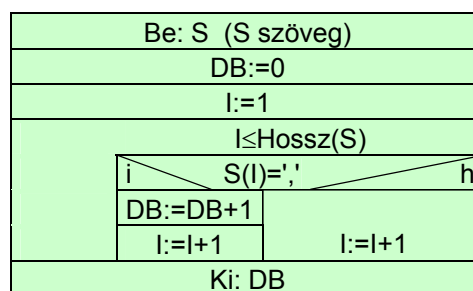 Be: S (S szöveg)
DB:=0
I:=1
I≤Hossz(S)
i S(I)=',' h
DB:=DB+1
I:=I+1 I:=I+1
Ki: DB